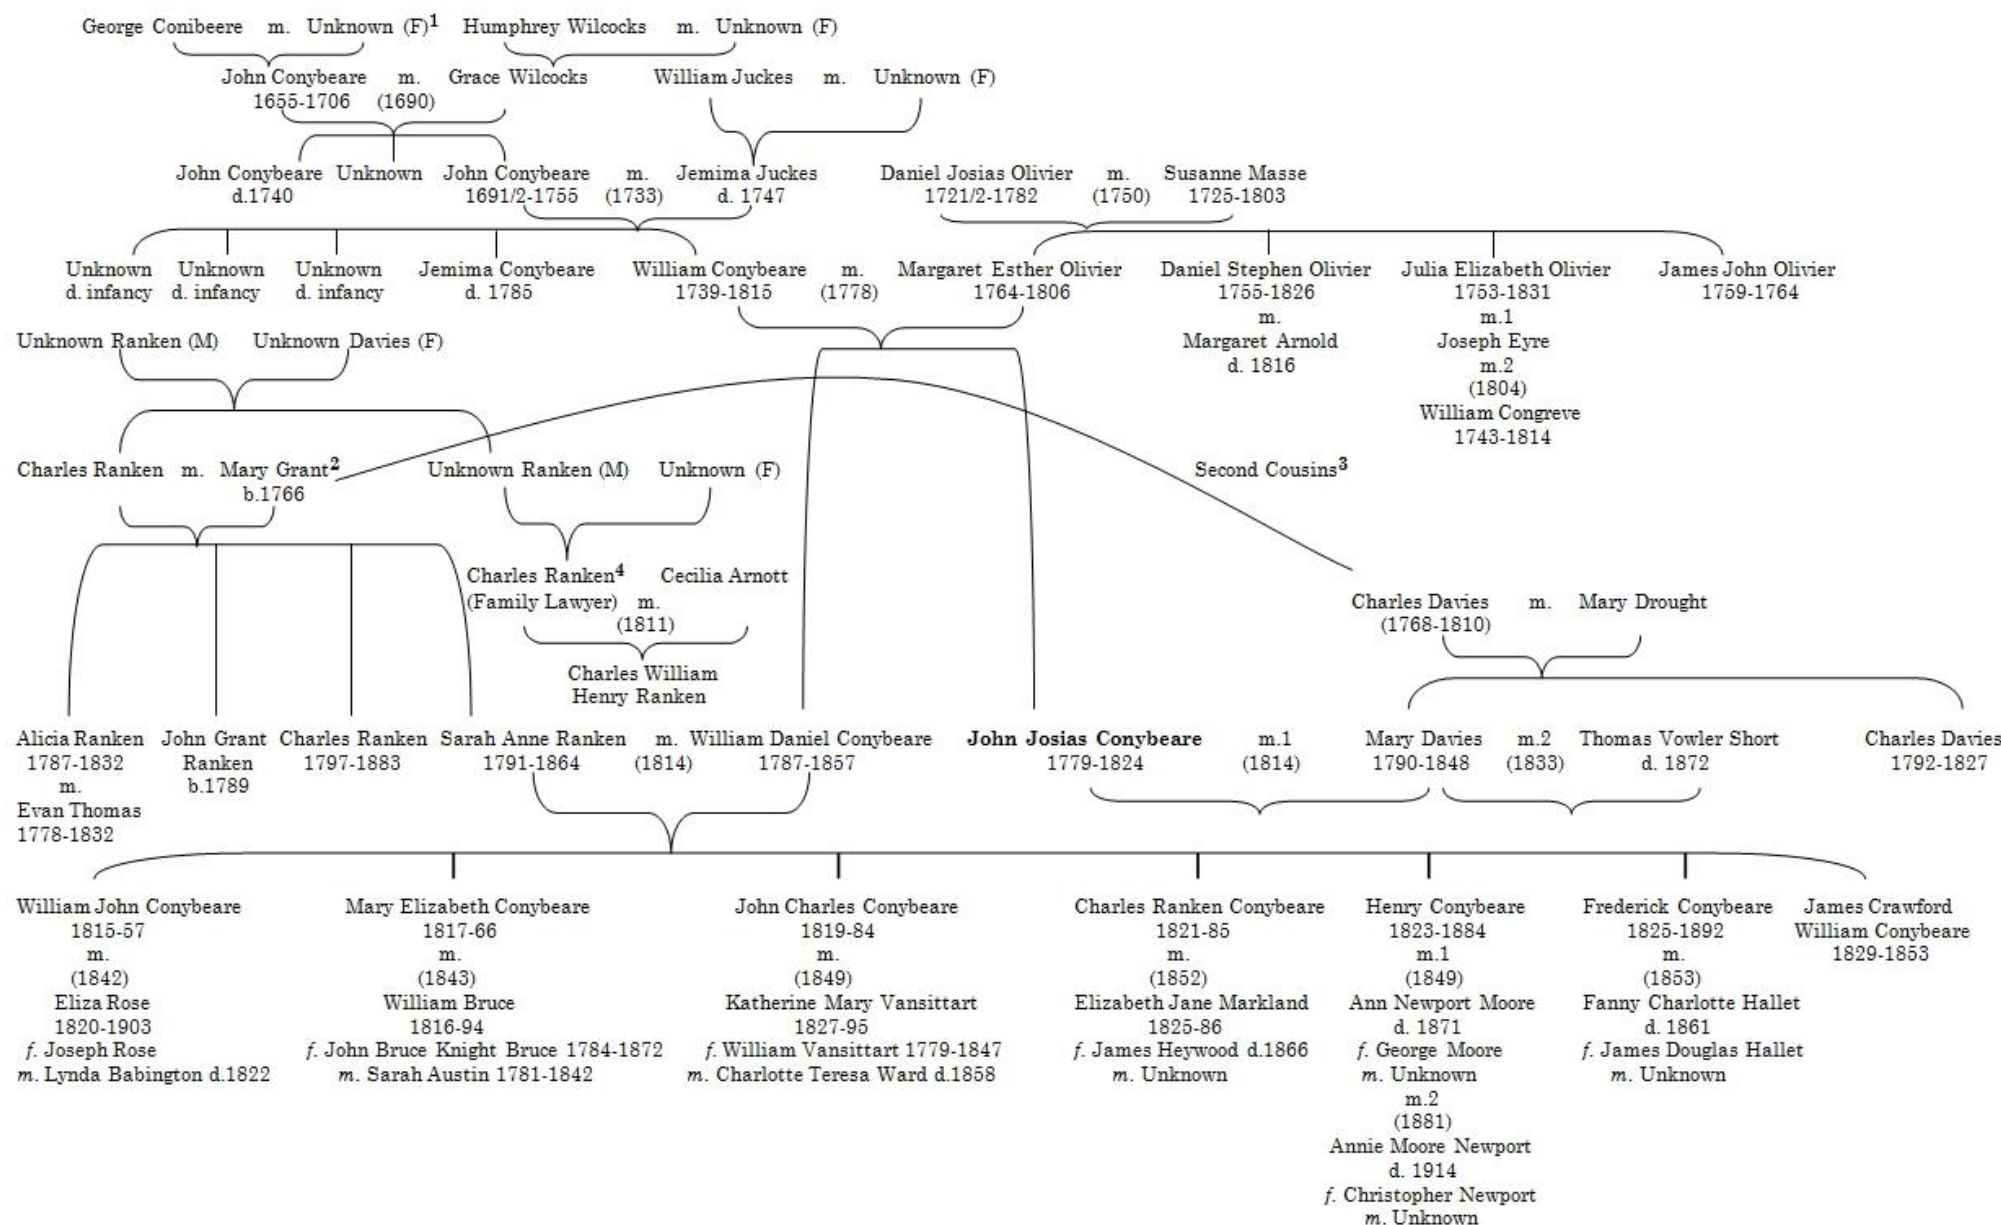 George Conibeere m. Unknown (F)1 Humphrey Wilcocks m. Unknown (F)
John Conybeare m. Grace Wilcocks William Juckes m. Unknown (F)
1655-1706 (1690)
John Conybeare Unknown John Conybeare m. Jemima Juckes Daniel Josias Olivier m. Susanne Masse
d.1740 1691/2-1755 (1733) d. 1747 1721/2-1782 (1750) 1725-1803
Unknown Unknown Unknown Jemima Conybeare William Conybeare m. Margaret Esther Olivier Daniel Stephen Olivier Julia Elizabeth Olivier James John Olivier
d. infancy d. infancy d. infancy d. 1785 1739-1815 (1778) 1764-1806 1755-1826 1753-1831 1759-1764
m. m.1
Unknown Ranken (M) Unknown Davies (F) Margaret Arnold Joseph Eyre
d. 1816 m.2
(1804)
William Congreve
1743-1814
Charles Ranken m. Mary Grant2 Unknown Ranken (M) Unknown (F) Second Cousins3
b.1766
Charles Ranken4 Cecilia Arnott
(Family Lawyer) m. Charles Davies m. Mary Drought
(1811) (1768-1810)
Charles William
Henry Ranken
Alicia Ranken John Grant Charles Ranken Sarah Anne Ranken m. William Daniel Conybeare John Josias Conybeare m.1 Mary Davies m.2 Thomas Vowler Short Charles Davies
1787-1832 Ranken 1797-1883 1791-1864 (1814) 1787-1857 1779-1824 (1814) 1790-1848 (1833) d. 1872 1792-1827
m. b.1789
Evan Thomas
1778-1832
William John Conybeare Mary Elizabeth Conybeare John Charles Conybeare Charles Ranken Conybeare Henry Conybeare Frederick Conybeare James Crawford
1815-57 1817-66 1819-84 1821-85 1823-1884 1825-1892 William Conybeare
m. m. m. m. m.1 m. 1829-1853
(1842) (1843) (1849) (1852) (1849) (1853)
Eliza Rose William Bruce Katherine Mary Vansittart Elizabeth Jane Markland Ann Newport Moore Fanny Charlotte Hallet
1820-1903 1816-94 1827-95 1825-86 d. 1871 d. 1861
f. Joseph Rose f. John Bruce Knight Bruce 1784-1872 f. William Vansittart 1779-1847 f. James Heywood d.1866 f. George Moore f. James Douglas Hallet
m. Lynda Babington d.1822 m. Sarah Austin 1781-1842 m. Charlotte Teresa Ward d.1858 m. Unknown m. Unknown m. Unknown
m.2
(1881)
Annie Moore Newport
d. 1914
f. Christopher Newport
m. Unknown